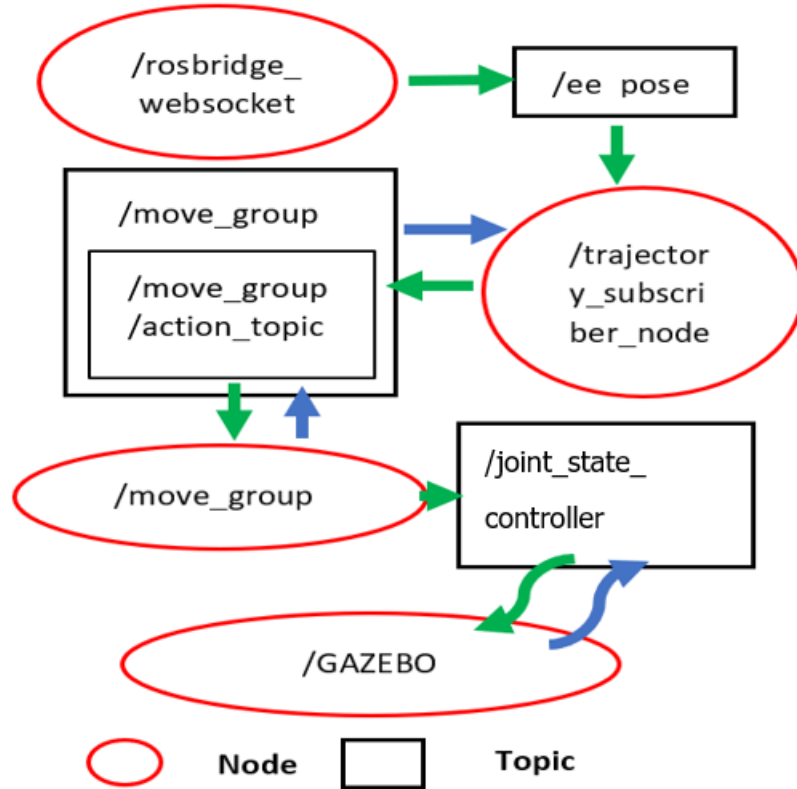 /rosbridge_
websocket
/ee pose
/move_group
/move_group
/action_topic
/trajector
y_subscri
ber_node
/move_group
/joint_state_
controller
/GAZEBO
Node
Topic